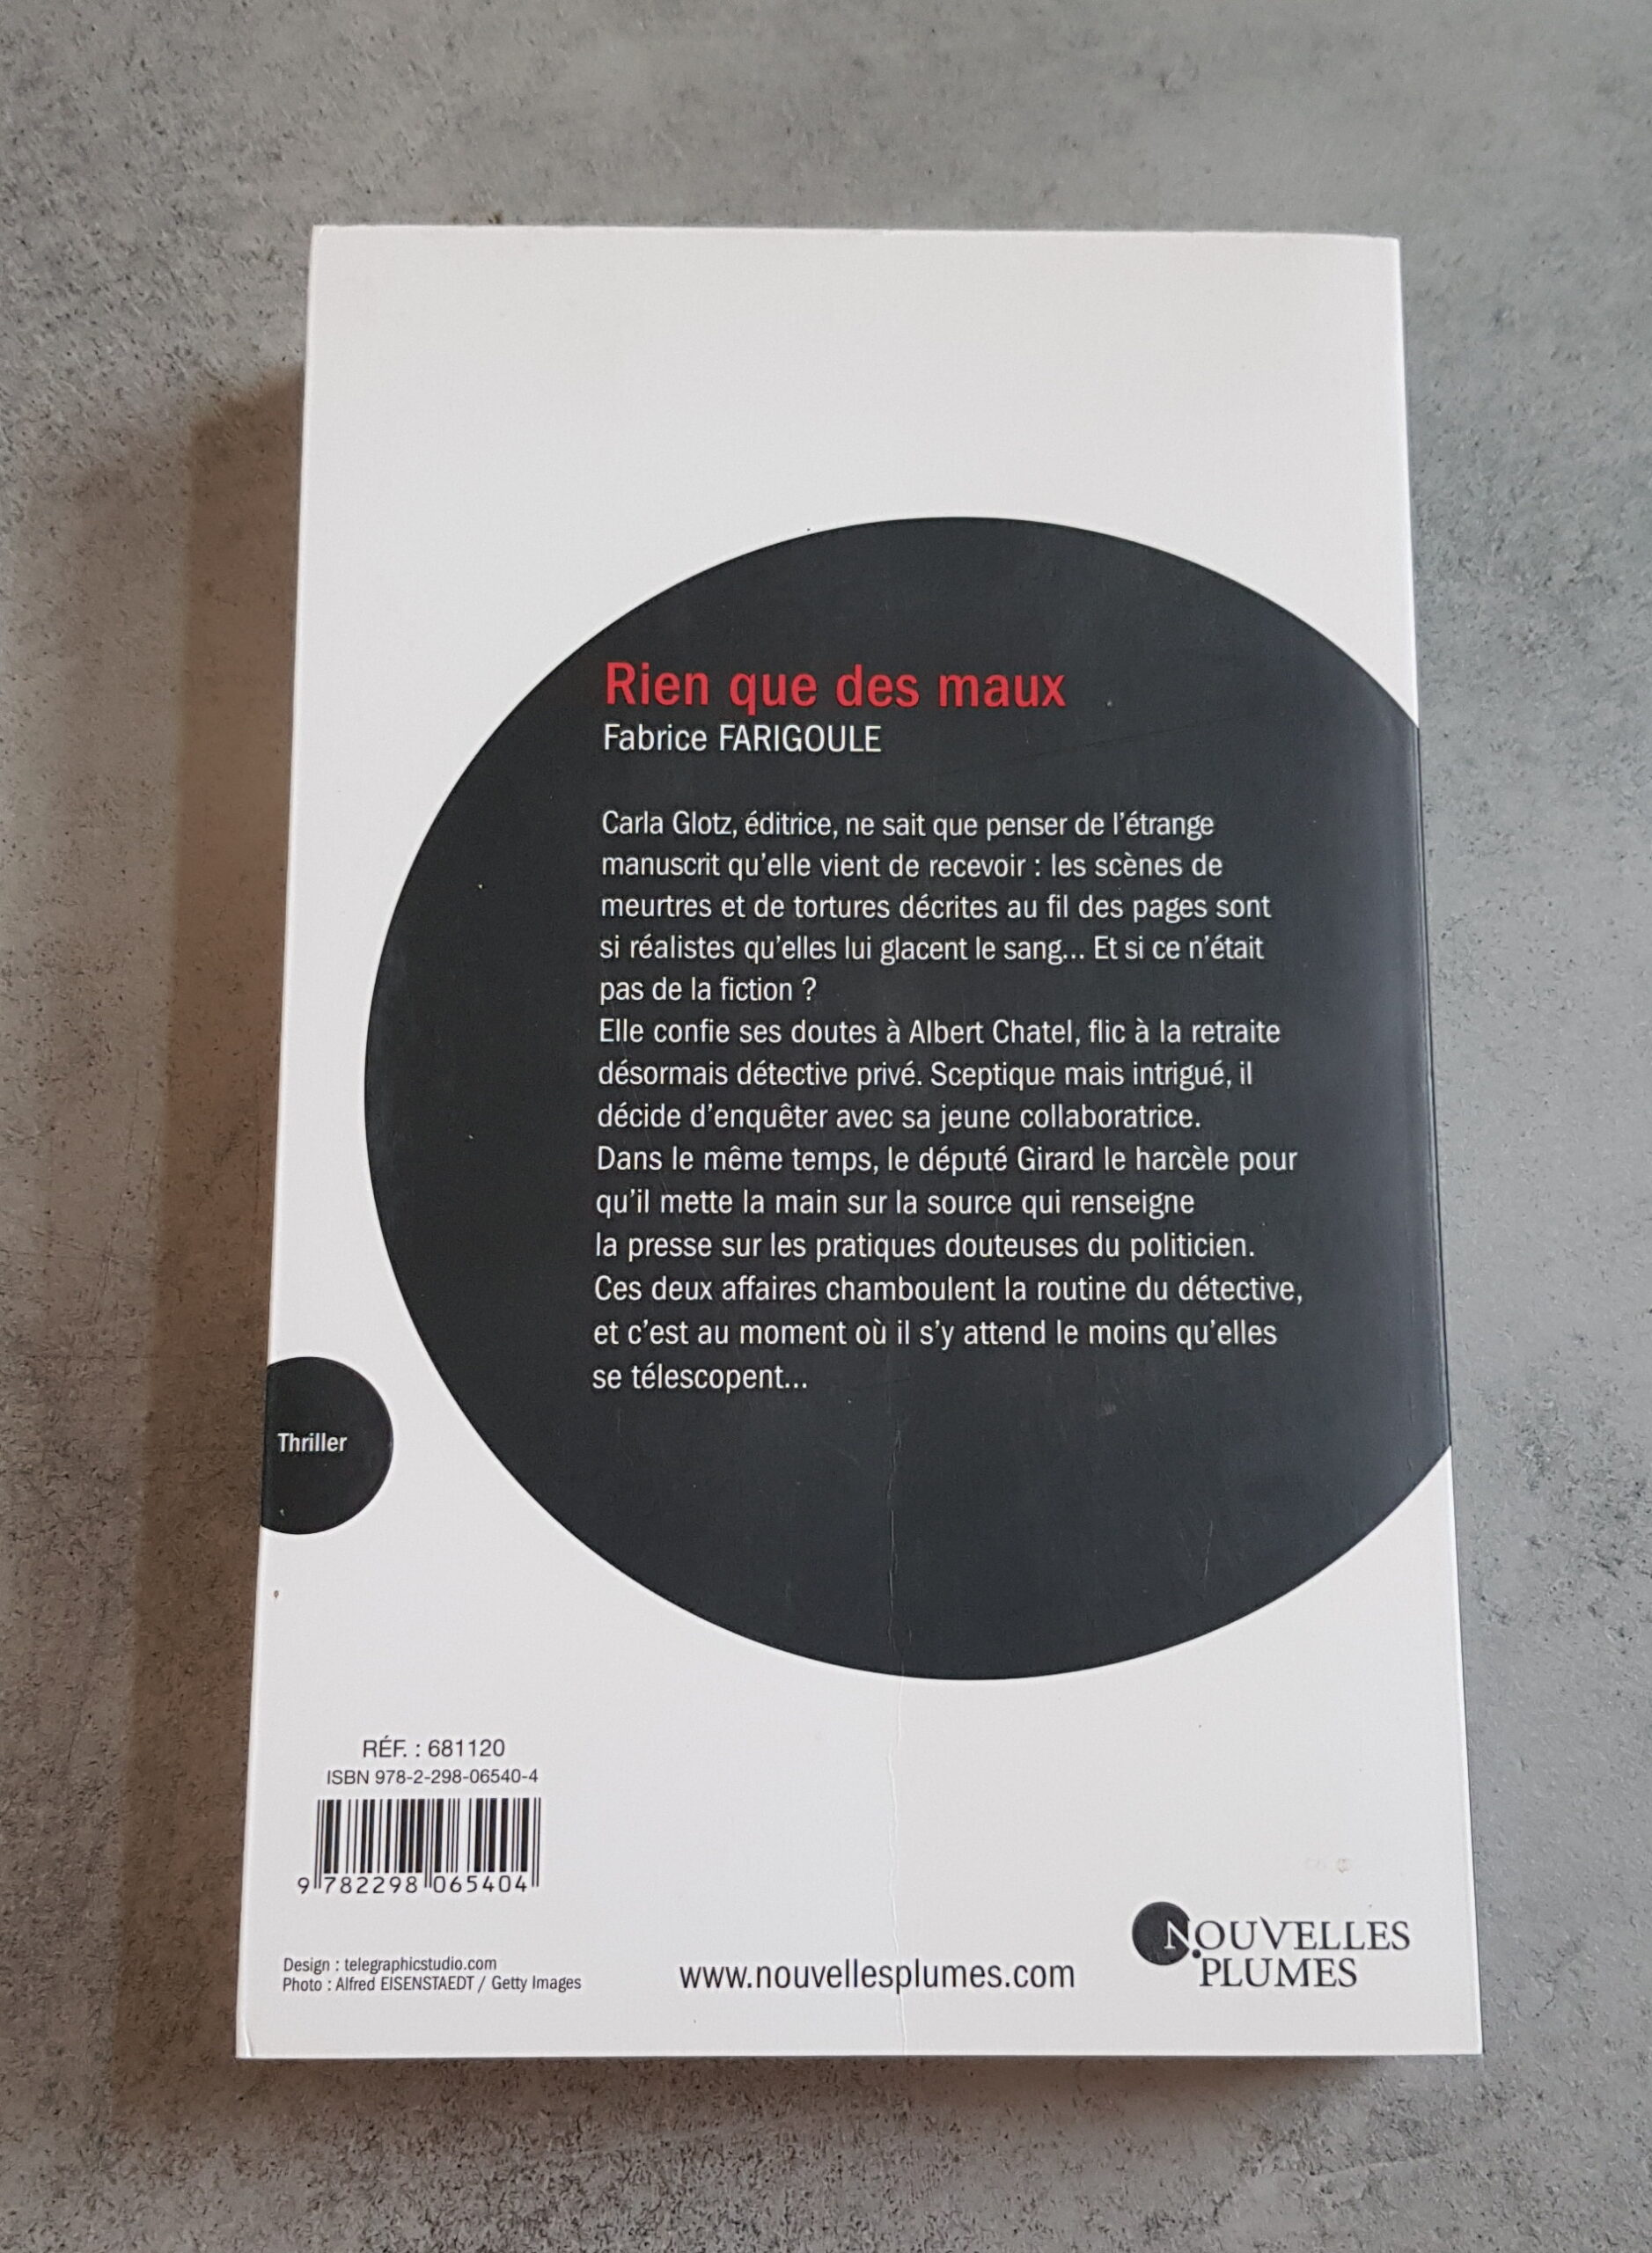 Rien que des maux
Fabrice FARIGOULE
Carla Glotz, éditrice, ne sait que penser de l'étrange
manuscrit qu'elle vient de recevoir : les scènes de
meurtres et de tortures décrites au fil des pages sont
si réalistes qu'elles lui glacent le sang... Et si ce n'était
pas de la fiction ?
Elle confie ses doutes à Albert Chatel, flic à la retraite
désormais détective privé. Sceptique mais intrigué, il
décide d'enquêter avec sa jeune collaboratrice.
Dans le même temps, le député Girard le harcèle pour
qu'il mette la main sur la source qui renseigne
la presse sur les pratiques douteuses du politicien.
Ces deux affaires chamboulent la routine du détective,
et c'est au moment où il s'y attend le moins qu'elles
se télescopent...
Thriller
RÉF. : 681120
ISBN 978-2-298-06540-4
9 782298 065404
Design : telegraphicstudio.com
Photo : Alfred EISENSTAEDT / Getty Images
www.nouvellesplumes.com
NOUVELLES
PLUMES